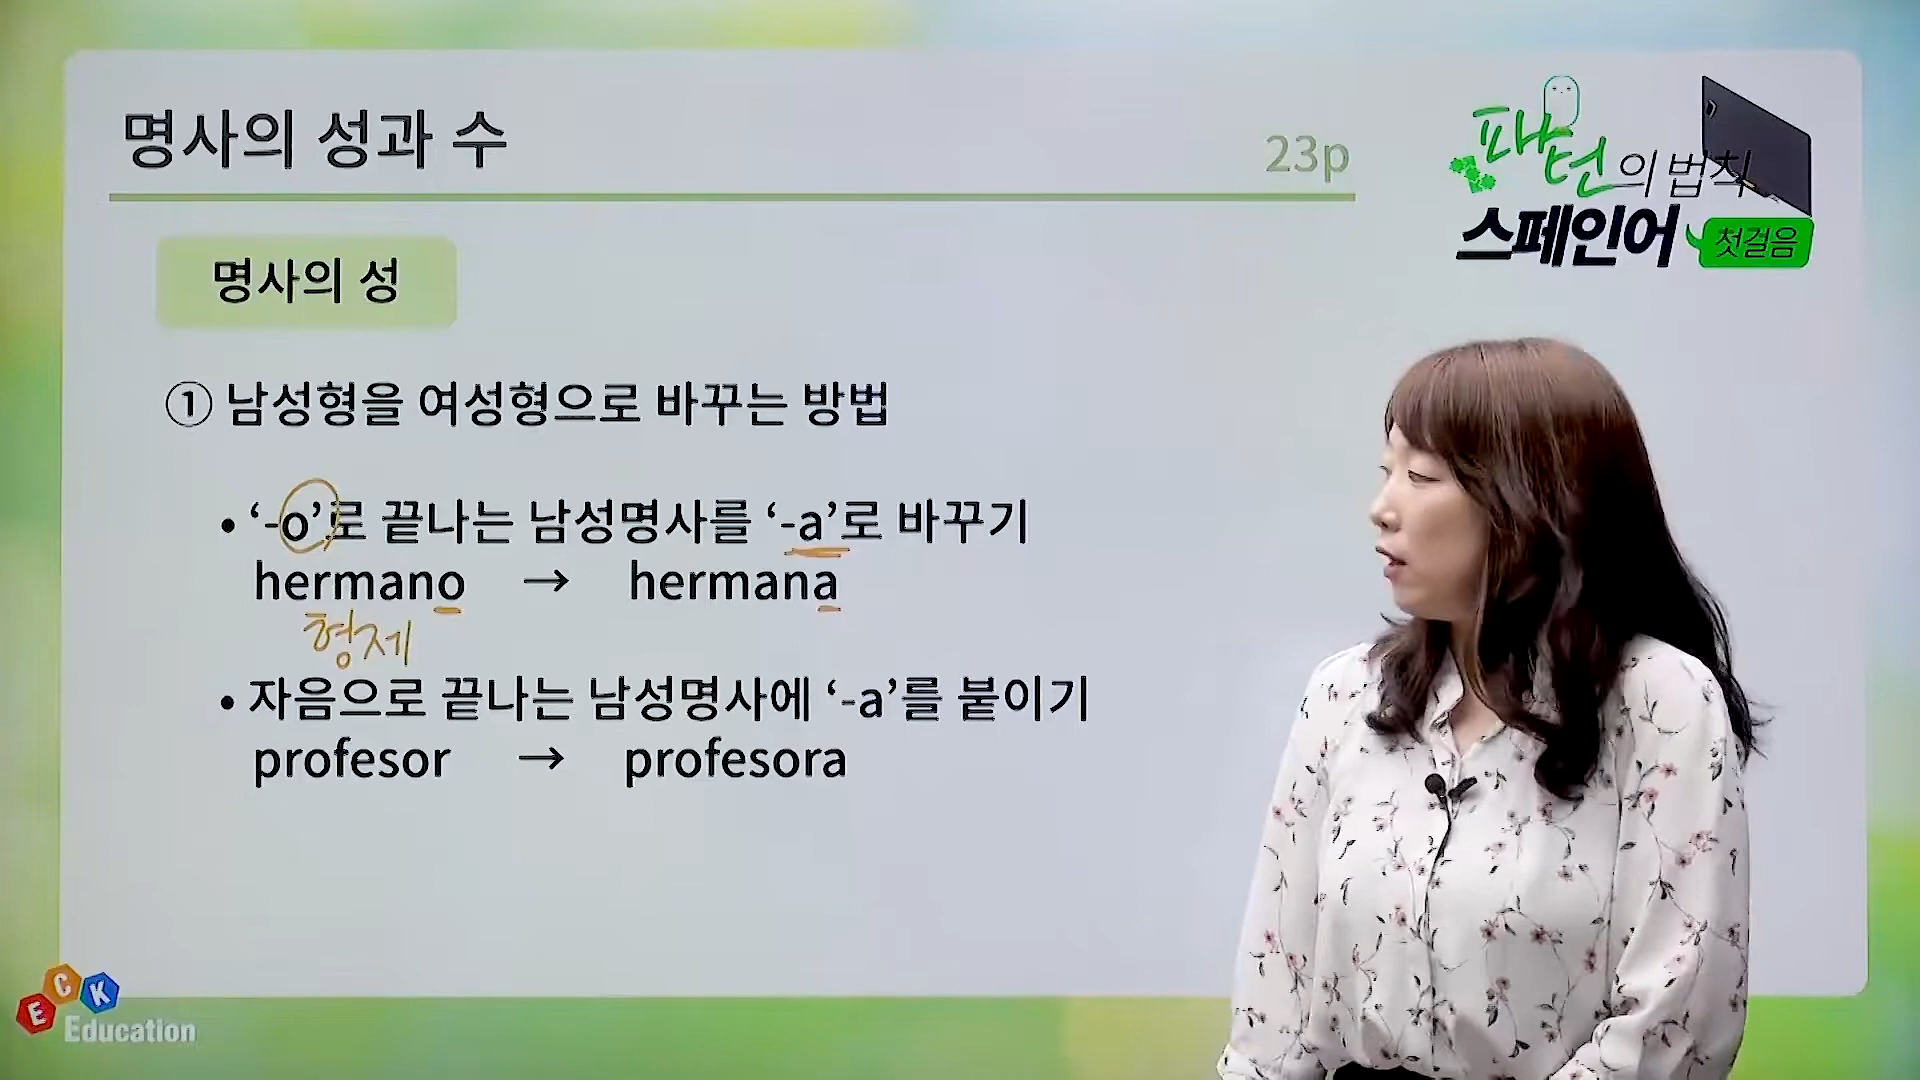 명사의 성과 수
23p
패턴의 법칙
스페인어 첫걸음
명사의 성
① 남성형을 여성형으로 바꾸는 방법
• ‘-o’로 끝나는 남성명사를 ‘-a’로 바꾸기
hermano → hermana
형제
• 자음으로 끝나는 남성명사에 ‘-a’를 붙이기
profesor → profesora
ECK
Education